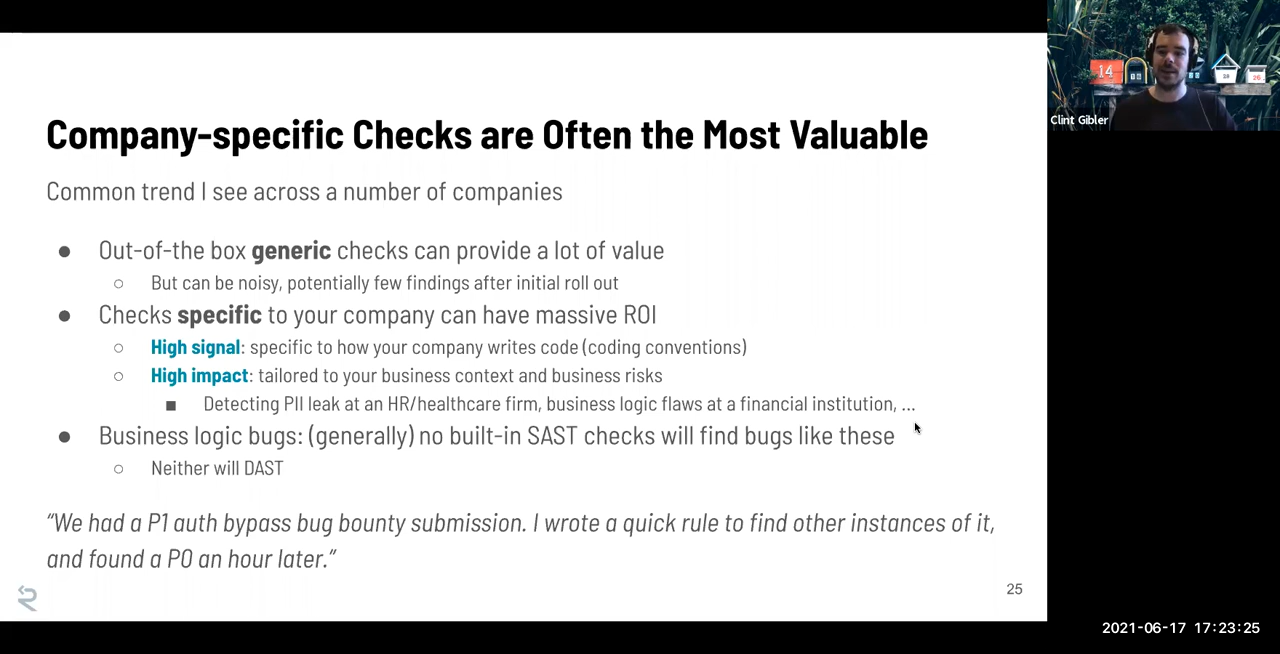 Company-specific Checks are Often the Most Valuable
Common trend I see across a number of companies
● Out-of-the box generic checks can provide a lot of value
○ But can be noisy, potentially few findings after initial roll out
● Checks specific to your company can have massive ROI
○ High signal: specific to how your company writes code (coding conventions)
○ High impact: tailored to your business context and business risks
■ Detecting PII leak at an HR/healthcare firm, business logic flaws at a financial institution, ...
● Business logic bugs: (generally) no built-in SAST checks will find bugs like these
○ Neither will DAST
“We had a P1 auth bypass bug bounty submission. I wrote a quick rule to find other instances of it,
and found a P0 an hour later.”
25
14
Clint Gibler
2021-06-17 17:23:25